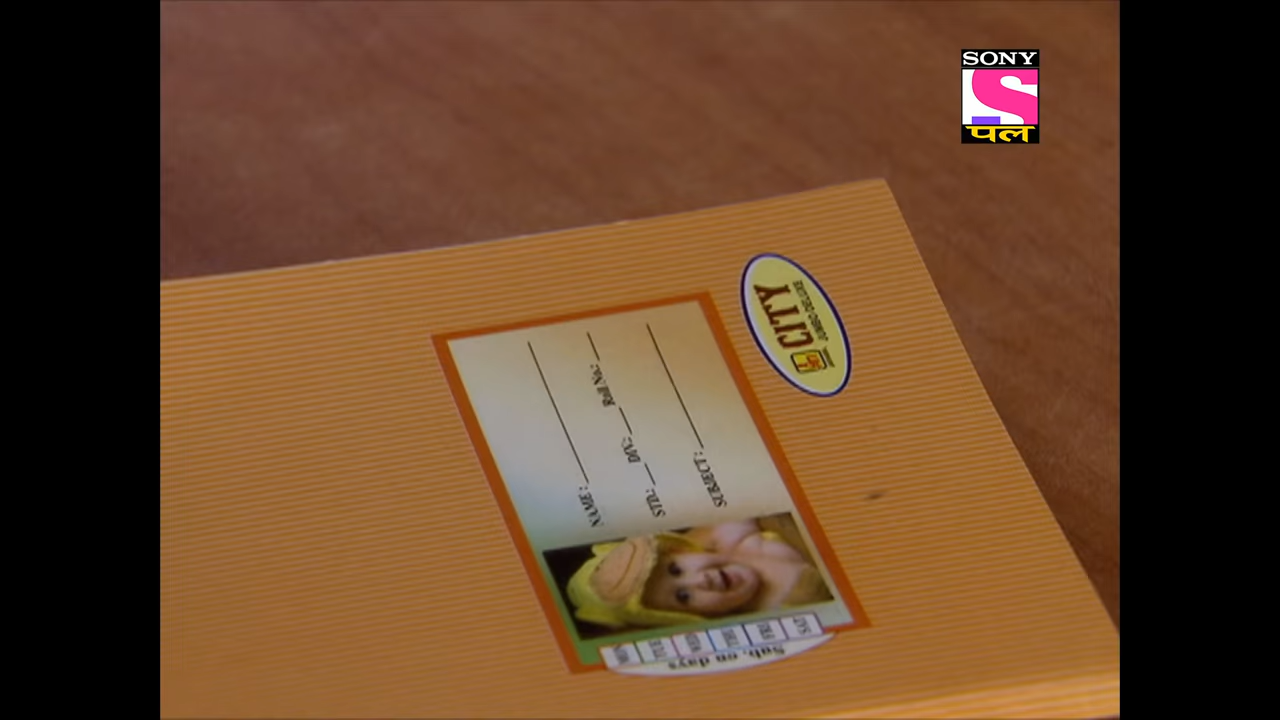 SONY
पल
CITY
JUMBO DELUXE
NAME:
STD.: DIV.: Roll No.:
SUBJECT:
MON TUE WED THU FRI SAT
Sub. on days